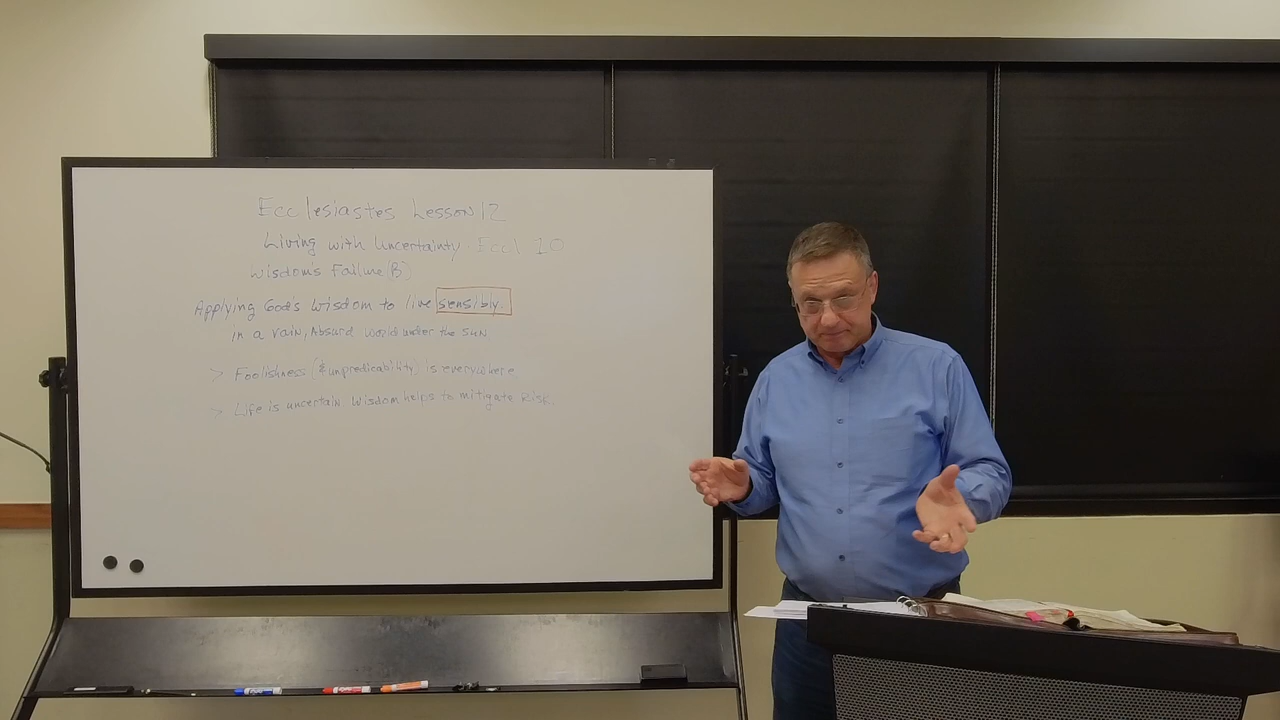 Ecclesiastes Lesson 12
Living with Uncertainty - Eccl 10
Wisdom's Failure (B)
Applying God's Wisdom to live sensibly
in a vain, Absurd World under the Sun
> Foolishness (& unpredicability) is everywhere
> Life is uncertain. Wisdom helps to mitigate Risk.